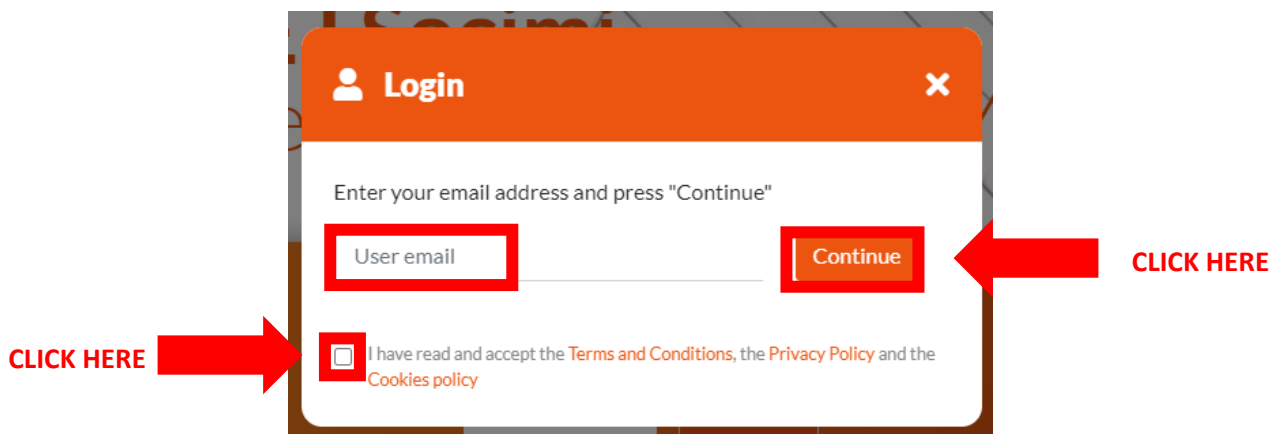 Login
Enter your email address and press "Continue"
User email
Continue
CLICK HERE
CLICK HERE
I have read and accept the Terms and Conditions, the Privacy Policy and the
Cookies policy